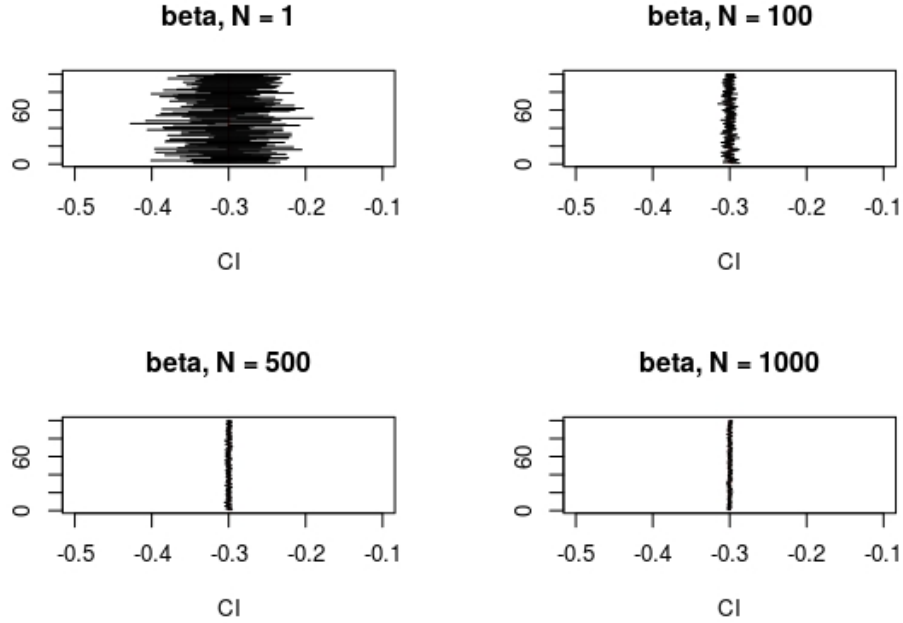 beta, N = 1
60
0
-0.5 -0.4 -0.3 -0.2 -0.1
CI
beta, N = 100
60
0
-0.5 -0.4 -0.3 -0.2 -0.1
CI
beta, N = 500
60
0
-0.5 -0.4 -0.3 -0.2 -0.1
CI
beta, N = 1000
60
0
-0.5 -0.4 -0.3 -0.2 -0.1
CI